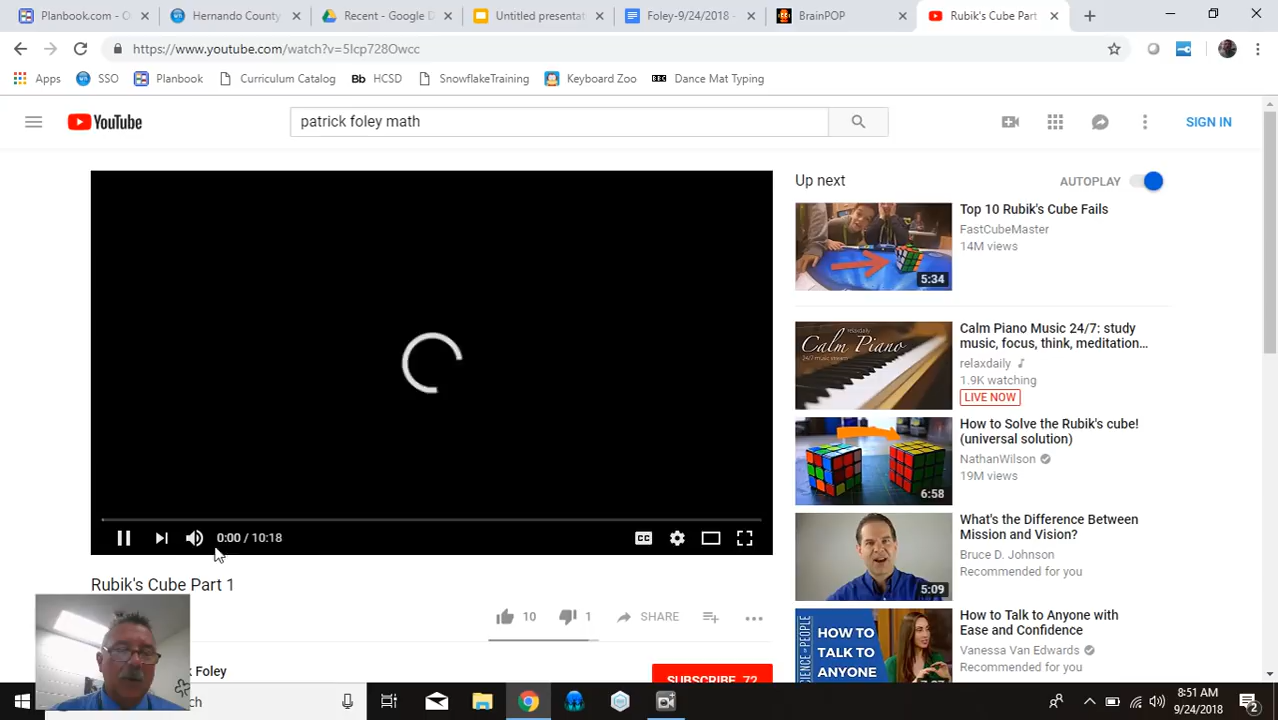 Planbook.com - C
Hernando County
Recent - Google D
Untitled presentat
Foley-9/24/2018 -
BrainPOP
Rubik's Cube Part
https://www.youtube.com/watch?v=5Icp728Owcc
Apps
SSO
Planbook
Curriculum Catalog
Bb HCSD
SnowflakeTraining
Keyboard Zoo
Dance Mat Typing
YouTube
patrick foley math
SIGN IN
Up next
AUTOPLAY
Top 10 Rubik's Cube Fails
FastCubeMaster
14M views
5:34
relaxdaily
Calm Piano
Calm Piano Music 24/7: study
music, focus, think, meditation...
relaxdaily
1.9K watching
LIVE NOW
How to Solve the Rubik's cube!
(universal solution)
NathanWilson
19M views
6:58
What's the Difference Between
Mission and Vision?
Bruce D. Johnson
Recommended for you
5:09
How to Talk to Anyone with
Ease and Confidence
Vanessa Van Edwards
Recommended for you
HOW TO
TALK TO
ANYONE
0:00 / 10:18
CC
Rubik's Cube Part 1
10
1
SHARE
k Foley
SUBSCRIBE 72
rch
8:51 AM
9/24/2018
2